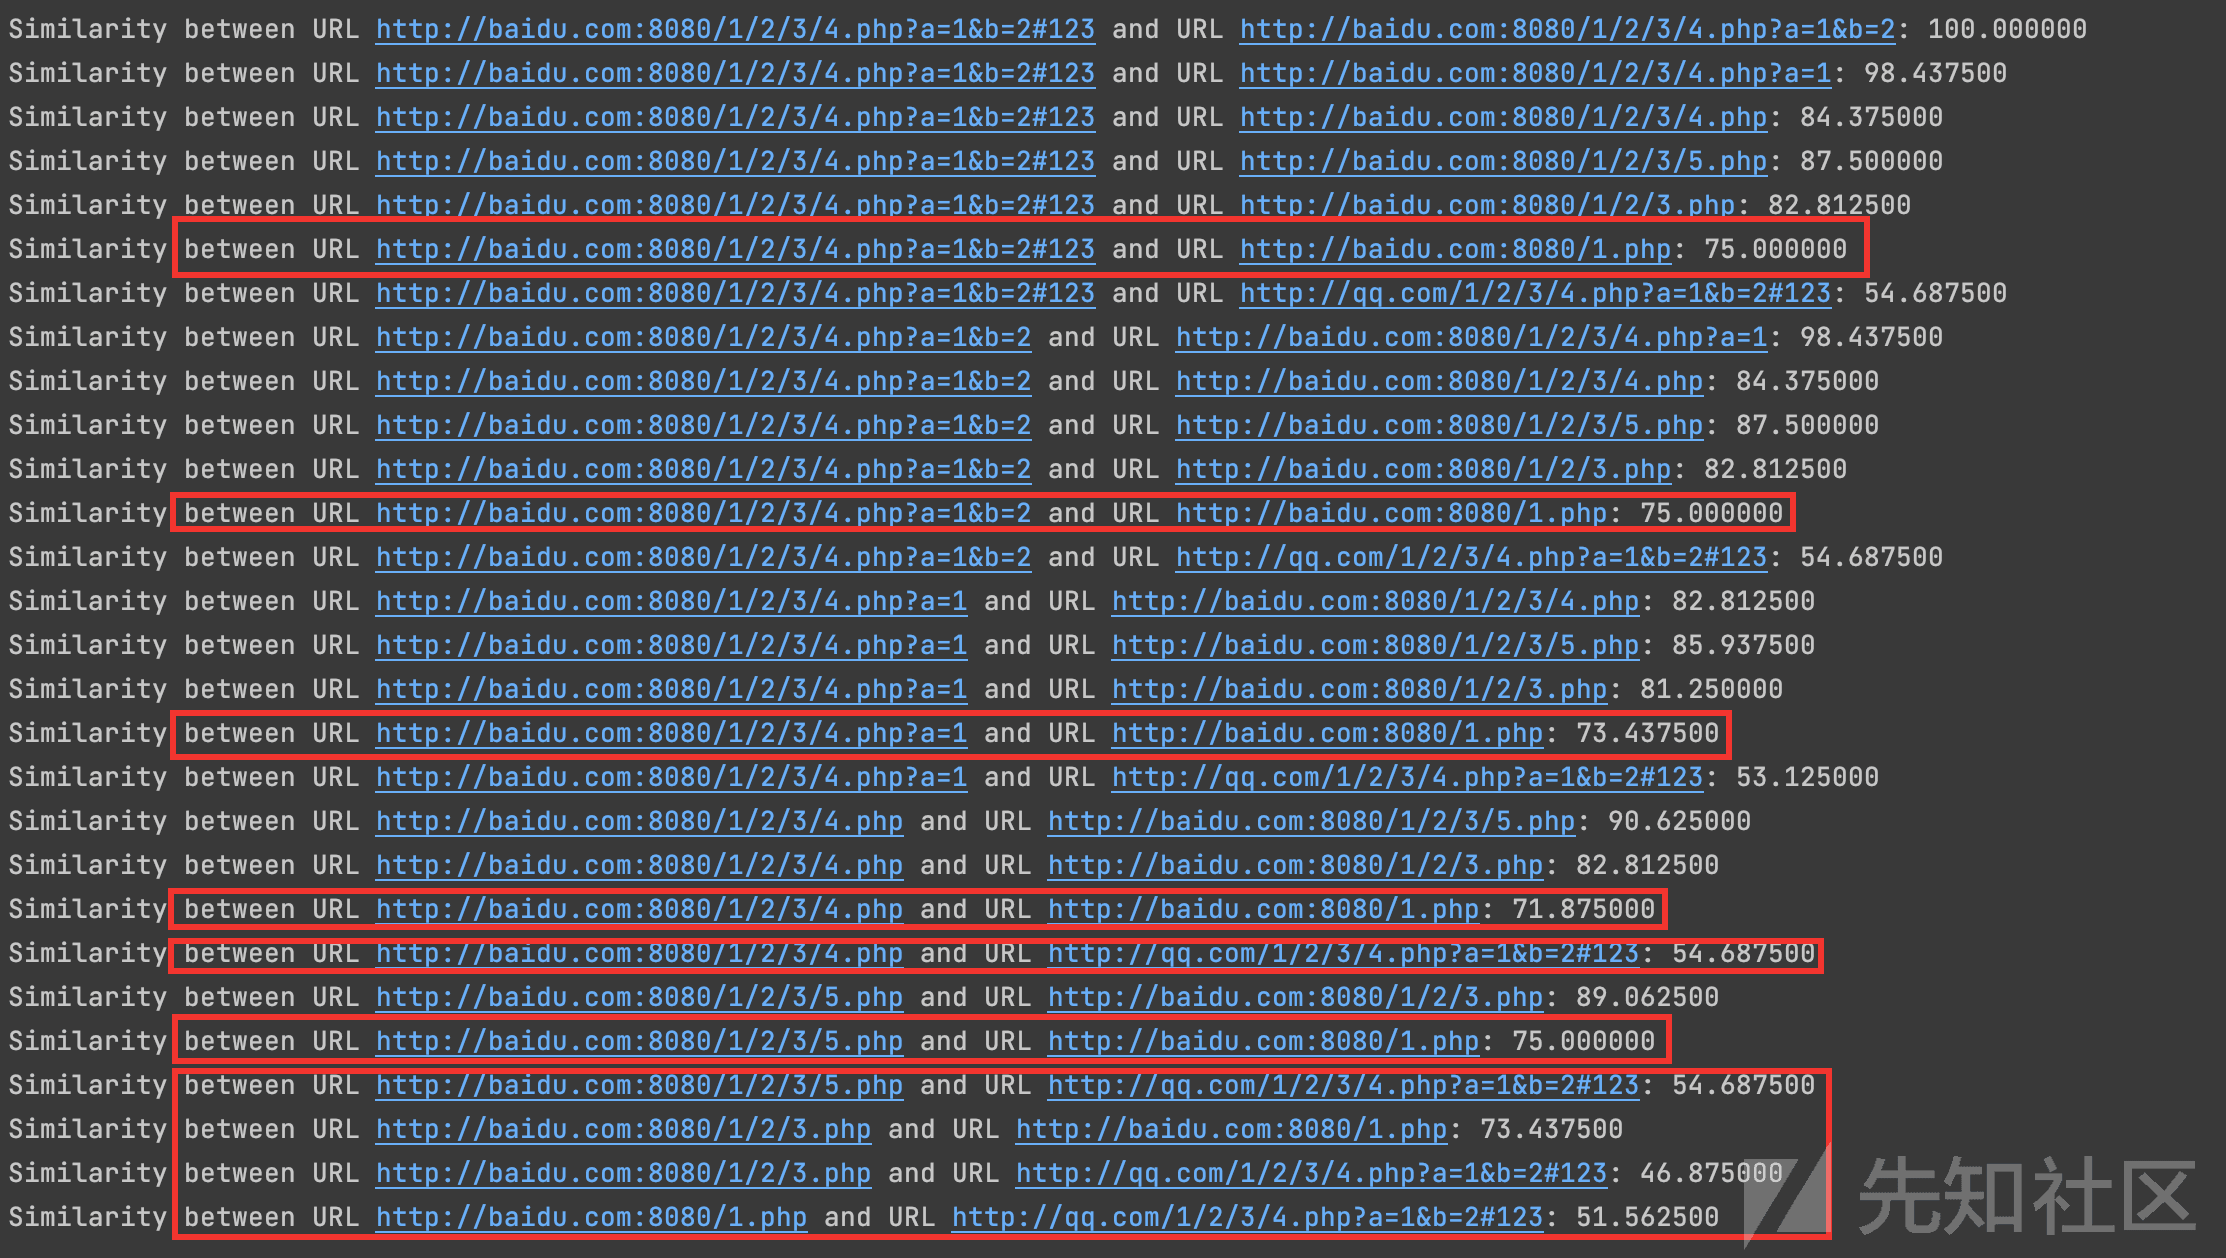 Similarity between URL http://baidu.com:8080/1/2/3/4.php?a=1&b=2#123 and URL http://baidu.com:8080/1/2/3/4.php?a=1&b=2: 100.000000
Similarity between URL http://baidu.com:8080/1/2/3/4.php?a=1&b=2#123 and URL http://baidu.com:8080/1/2/3/4.php?a=1: 98.437500
Similarity between URL http://baidu.com:8080/1/2/3/4.php?a=1&b=2#123 and URL http://baidu.com:8080/1/2/3/4.php: 84.375000
Similarity between URL http://baidu.com:8080/1/2/3/4.php?a=1&b=2#123 and URL http://baidu.com:8080/1/2/3/5.php: 87.500000
Similarity between URL http://baidu.com:8080/1/2/3/4.php?a=1&b=2#123 and URL http://baidu.com:8080/1/2/3.php: 82.812500
Similarity between URL http://baidu.com:8080/1/2/3/4.php?a=1&b=2#123 and URL http://baidu.com:8080/1.php: 75.000000
Similarity between URL http://baidu.com:8080/1/2/3/4.php?a=1&b=2#123 and URL http://qq.com/1/2/3/4.php?a=1&b=2#123: 54.687500
Similarity between URL http://baidu.com:8080/1/2/3/4.php?a=1&b=2 and URL http://baidu.com:8080/1/2/3/4.php?a=1: 98.437500
Similarity between URL http://baidu.com:8080/1/2/3/4.php?a=1&b=2 and URL http://baidu.com:8080/1/2/3/4.php: 84.375000
Similarity between URL http://baidu.com:8080/1/2/3/4.php?a=1&b=2 and URL http://baidu.com:8080/1/2/3/5.php: 87.500000
Similarity between URL http://baidu.com:8080/1/2/3/4.php?a=1&b=2 and URL http://baidu.com:8080/1/2/3.php: 82.812500
Similarity between URL http://baidu.com:8080/1/2/3/4.php?a=1&b=2 and URL http://baidu.com:8080/1.php: 75.000000
Similarity between URL http://baidu.com:8080/1/2/3/4.php?a=1&b=2 and URL http://qq.com/1/2/3/4.php?a=1&b=2#123: 54.687500
Similarity between URL http://baidu.com:8080/1/2/3/4.php?a=1 and URL http://baidu.com:8080/1/2/3/4.php: 82.812500
Similarity between URL http://baidu.com:8080/1/2/3/4.php?a=1 and URL http://baidu.com:8080/1/2/3/5.php: 85.937500
Similarity between URL http://baidu.com:8080/1/2/3/4.php?a=1 and URL http://baidu.com:8080/1/2/3.php: 81.250000
Similarity between URL http://baidu.com:8080/1/2/3/4.php?a=1 and URL http://baidu.com:8080/1.php: 73.437500
Similarity between URL http://baidu.com:8080/1/2/3/4.php?a=1 and URL http://qq.com/1/2/3/4.php?a=1&b=2#123: 53.125000
Similarity between URL http://baidu.com:8080/1/2/3/4.php and URL http://baidu.com:8080/1/2/3/5.php: 90.625000
Similarity between URL http://baidu.com:8080/1/2/3/4.php and URL http://baidu.com:8080/1/2/3.php: 82.812500
Similarity between URL http://baidu.com:8080/1/2/3/4.php and URL http://baidu.com:8080/1.php: 71.875000
Similarity between URL http://baidu.com:8080/1/2/3/4.php and URL http://qq.com/1/2/3/4.php?a=1&b=2#123: 54.687500
Similarity between URL http://baidu.com:8080/1/2/3/5.php and URL http://baidu.com:8080/1/2/3.php: 89.062500
Similarity between URL http://baidu.com:8080/1/2/3/5.php and URL http://baidu.com:8080/1.php: 75.000000
Similarity between URL http://baidu.com:8080/1/2/3/5.php and URL http://qq.com/1/2/3/4.php?a=1&b=2#123: 54.687500
Similarity between URL http://baidu.com:8080/1/2/3.php and URL http://baidu.com:8080/1.php: 73.437500
Similarity between URL http://baidu.com:8080/1/2/3.php and URL http://qq.com/1/2/3/4.php?a=1&b=2#123: 46.875000
Similarity between URL http://baidu.com:8080/1.php and URL http://qq.com/1/2/3/4.php?a=1&b=2#123: 51.562500
先知社区